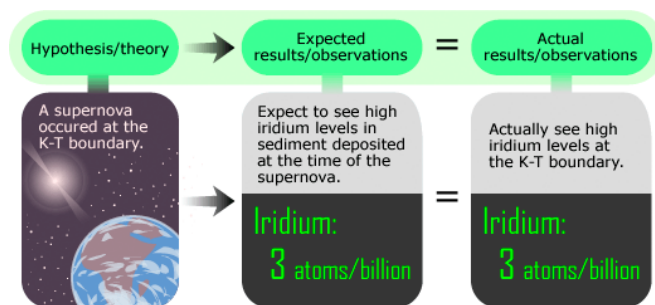 Hypothesis/theory
Expected
results/observations
=
Actual
results/observations
A supernova
occured at the
K-T boundary.
Expect to see high
iridium levels in
sediment deposited
at the time of the
supernova.
Actually see high
iridium levels at
the K-T boundary.
=
Iridium:
3 atoms/billion
Iridium:
3 atoms/billion